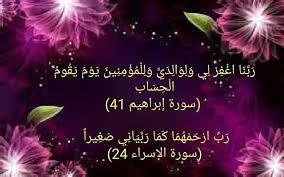 رَبَّنَا اغْفِرْ لِي وَلِوَالِدَيَّ وَلِلْمُؤْمِنِينَ يَوْمَ يَقُومُ
الْحِسَابُ
(سورة إبراهيم 41)
رَبِّ ارْحَمْهُمَا كَمَا رَبَّيَانِي صَغِيراً
(سورة الإسراء 24)